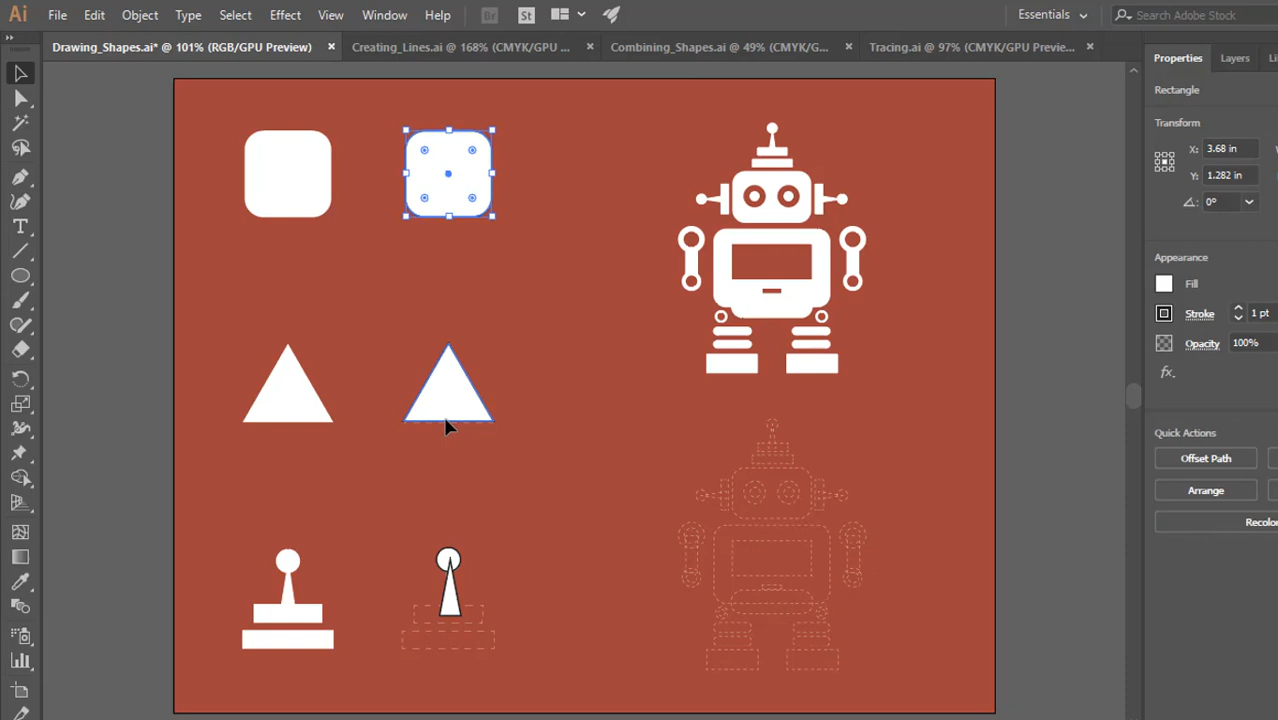 Ai File Edit Object Type Select Effect View Window Help Br St Essentials Search Adobe Stock
Drawing_Shapes.ai* @ 101% (RGB/GPU Preview) × Creating_Lines.ai @ 168% (CMYK/GPU ... × Combining_Shapes.ai @ 49% (CMYK/G... × Tracing.ai @ 97% (CMYK/GPU Previe... ×
Properties Layers Li
Rectangle
Transform
X: 3.68 in
Y: 1.282 in
0°
Appearance
Fill
Stroke 1 pt
Opacity 100%
fx.
Quick Actions
Offset Path
Arrange
Recolo